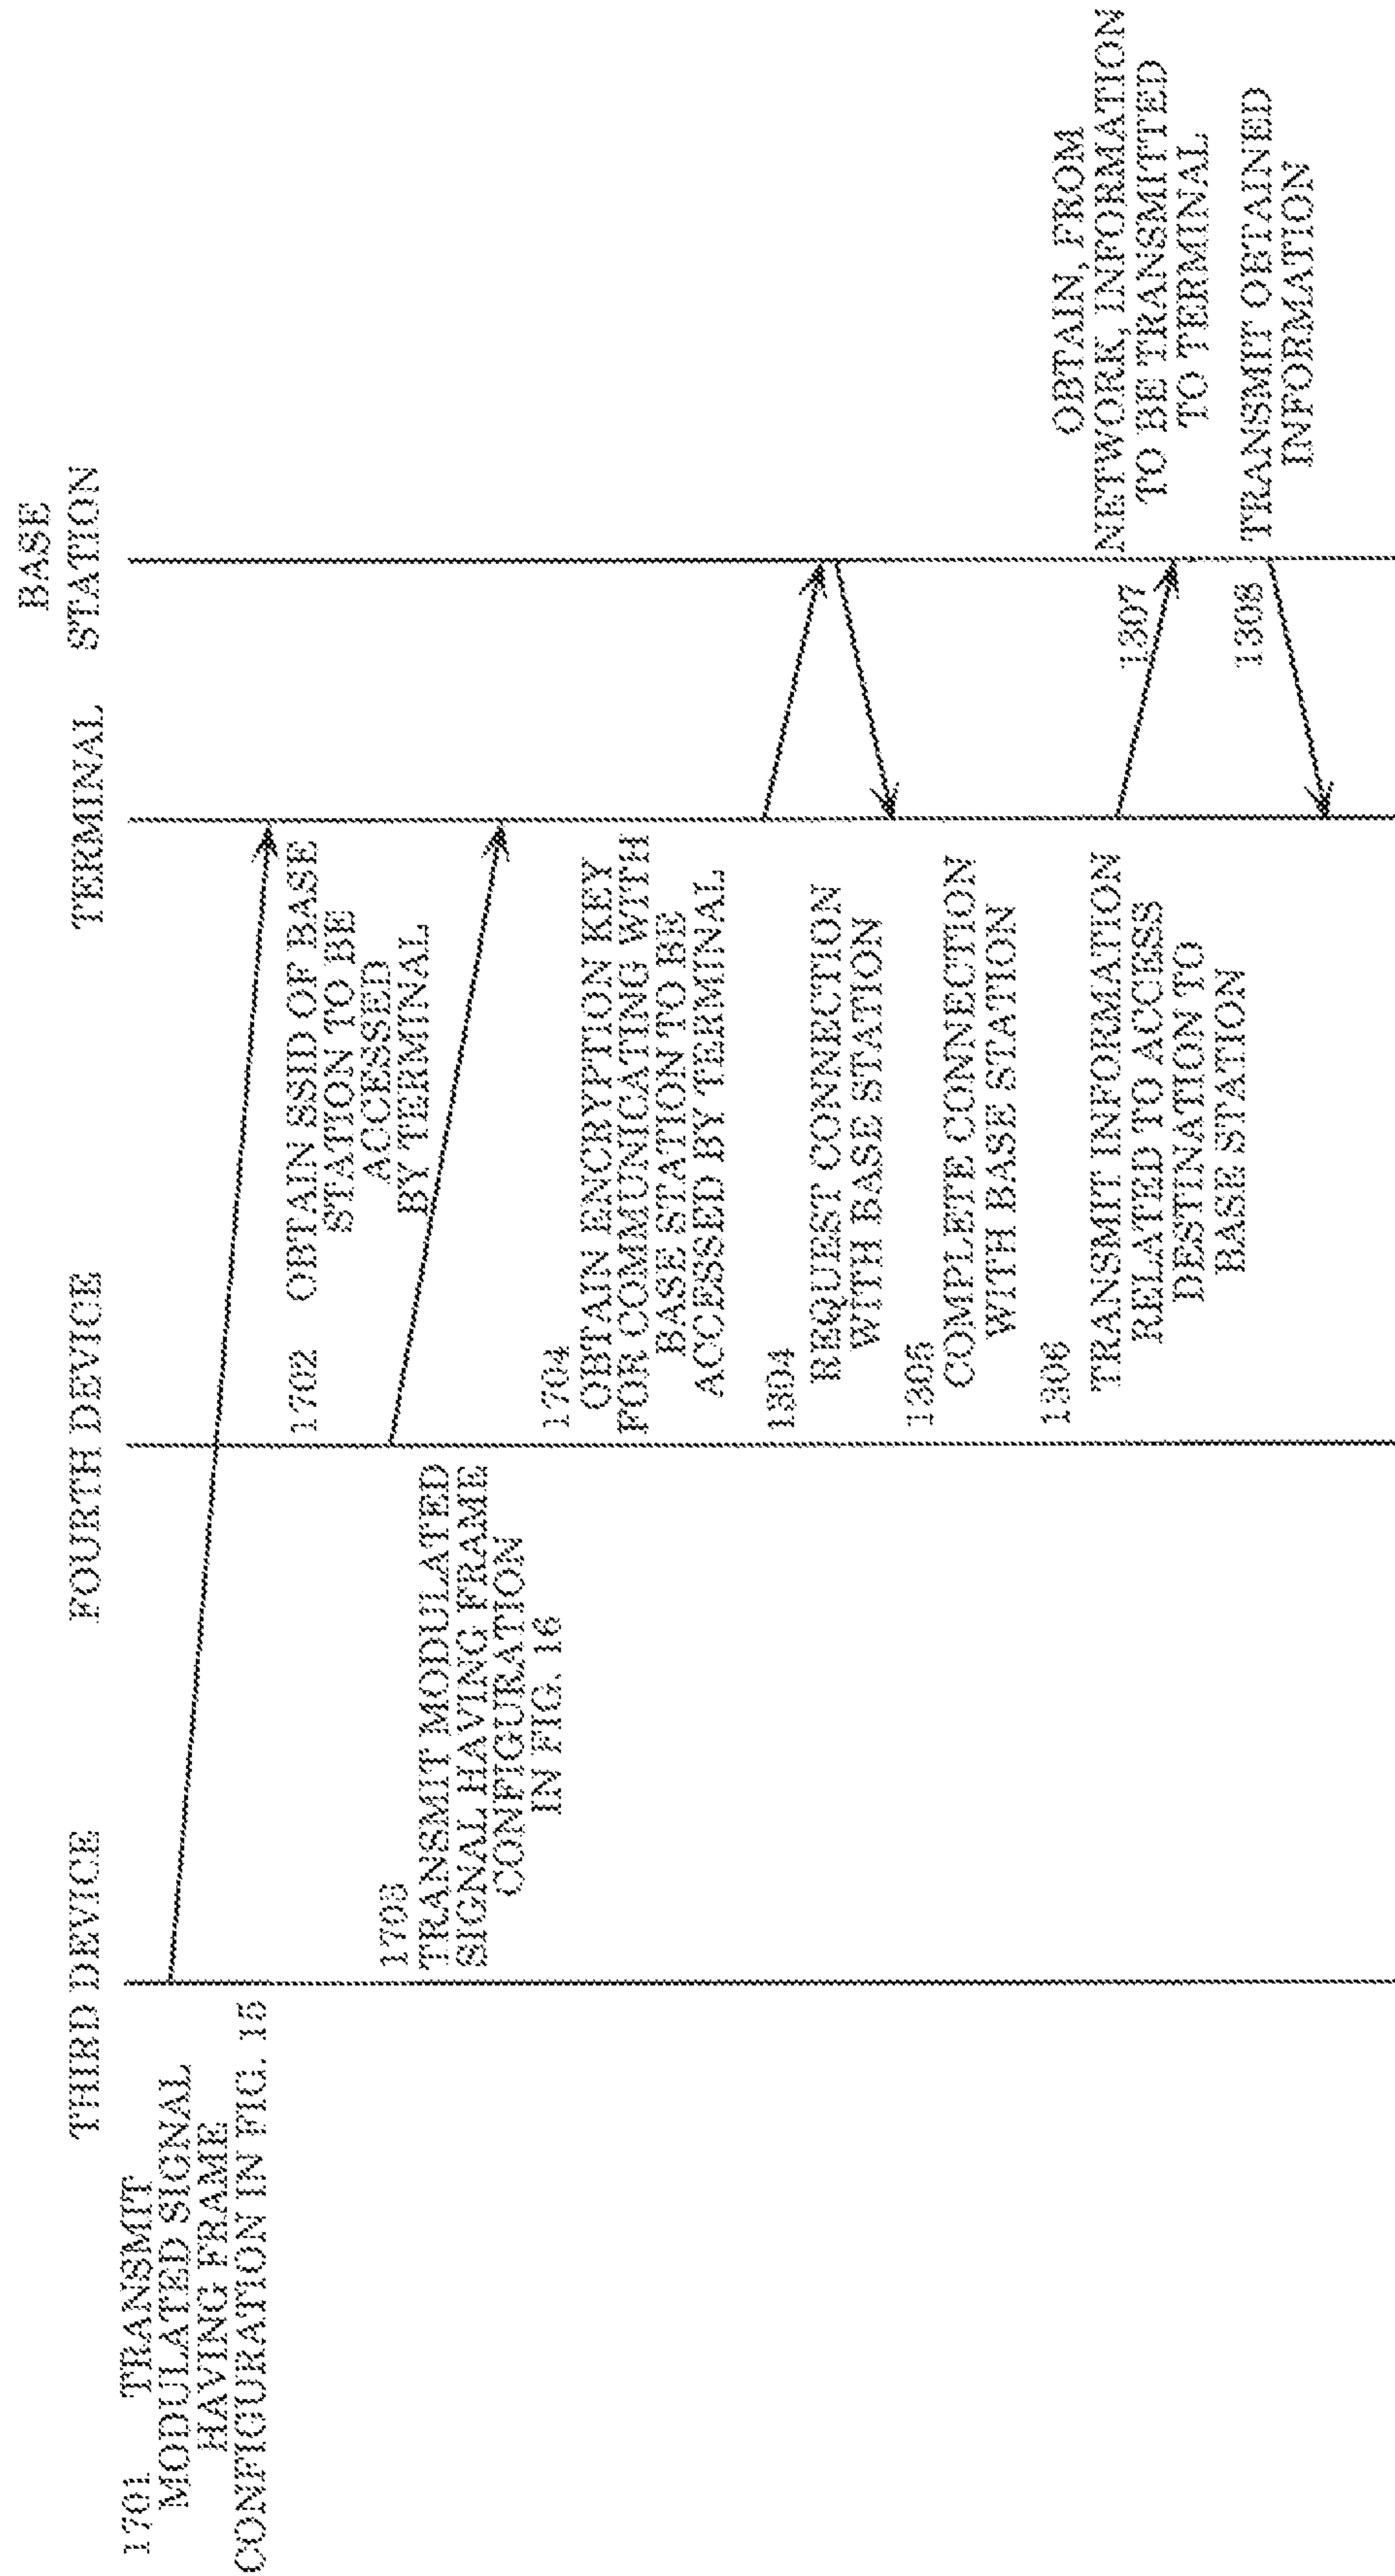 THIRD DEVICE
FOURTH DEVICE
TERMINAL
BASE
STATION
1701 TRANSMIT
MODULATED SIGNAL
HAVING FRAME
CONFIGURATION IN FIG. 15
1702 OBTAIN SSID OF BASE
STATION TO BE
ACCESSED
BY TERMINAL
1703
TRANSMIT MODULATED
SIGNAL HAVING FRAME
CONFIGURATION
IN FIG. 16
1704
OBTAIN ENCRYPTION KEY
FOR COMMUNICATING WITH
BASE STATION TO BE
ACCESSED BY TERMINAL
1304
REQUEST CONNECTION
WITH BASE STATION
1305
COMPLETE CONNECTION
WITH BASE STATION
1306
TRANSMIT INFORMATION
RELATED TO ACCESS
DESTINATION TO
BASE STATION
1307
OBTAIN, FROM
NETWORK, INFORMATION
TO BE TRANSMITTED
TO TERMINAL
1308
TRANSMIT OBTAINED
INFORMATION